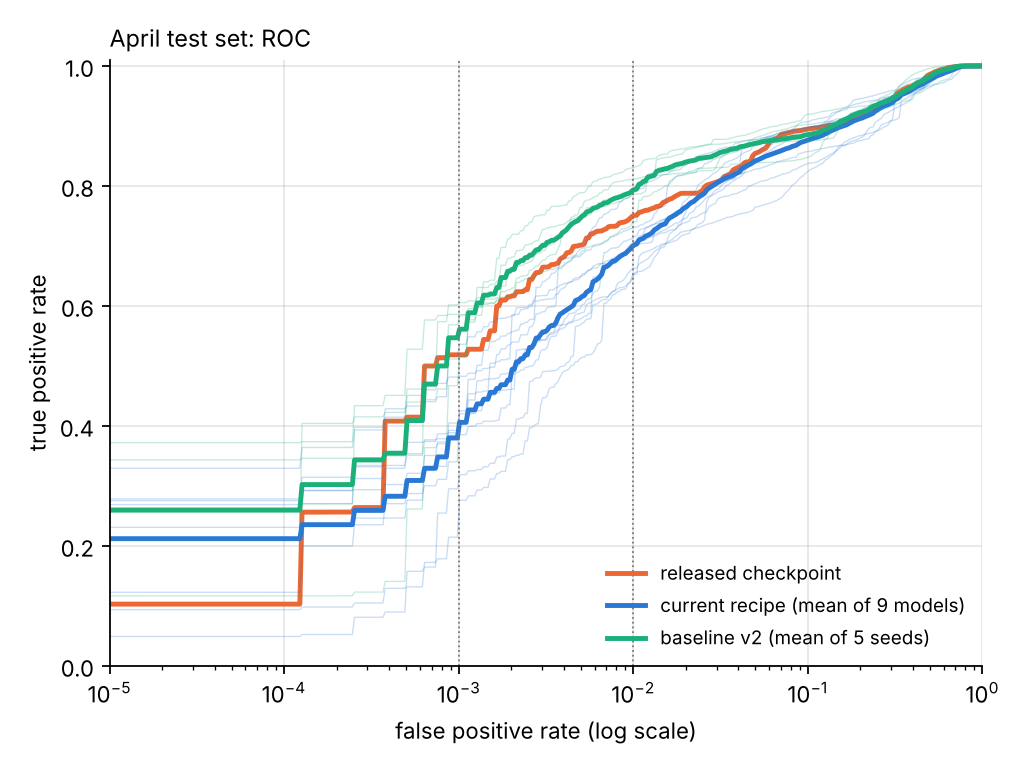 April test set: ROC
true positive rate
1.0
0.8
0.6
0.4
0.2
0.0
released checkpoint
current recipe (mean of 9 models)
baseline v2 (mean of 5 seeds)
10⁻⁵ 10⁻⁴ 10⁻³ 10⁻² 10⁻¹ 10⁰
false positive rate (log scale)